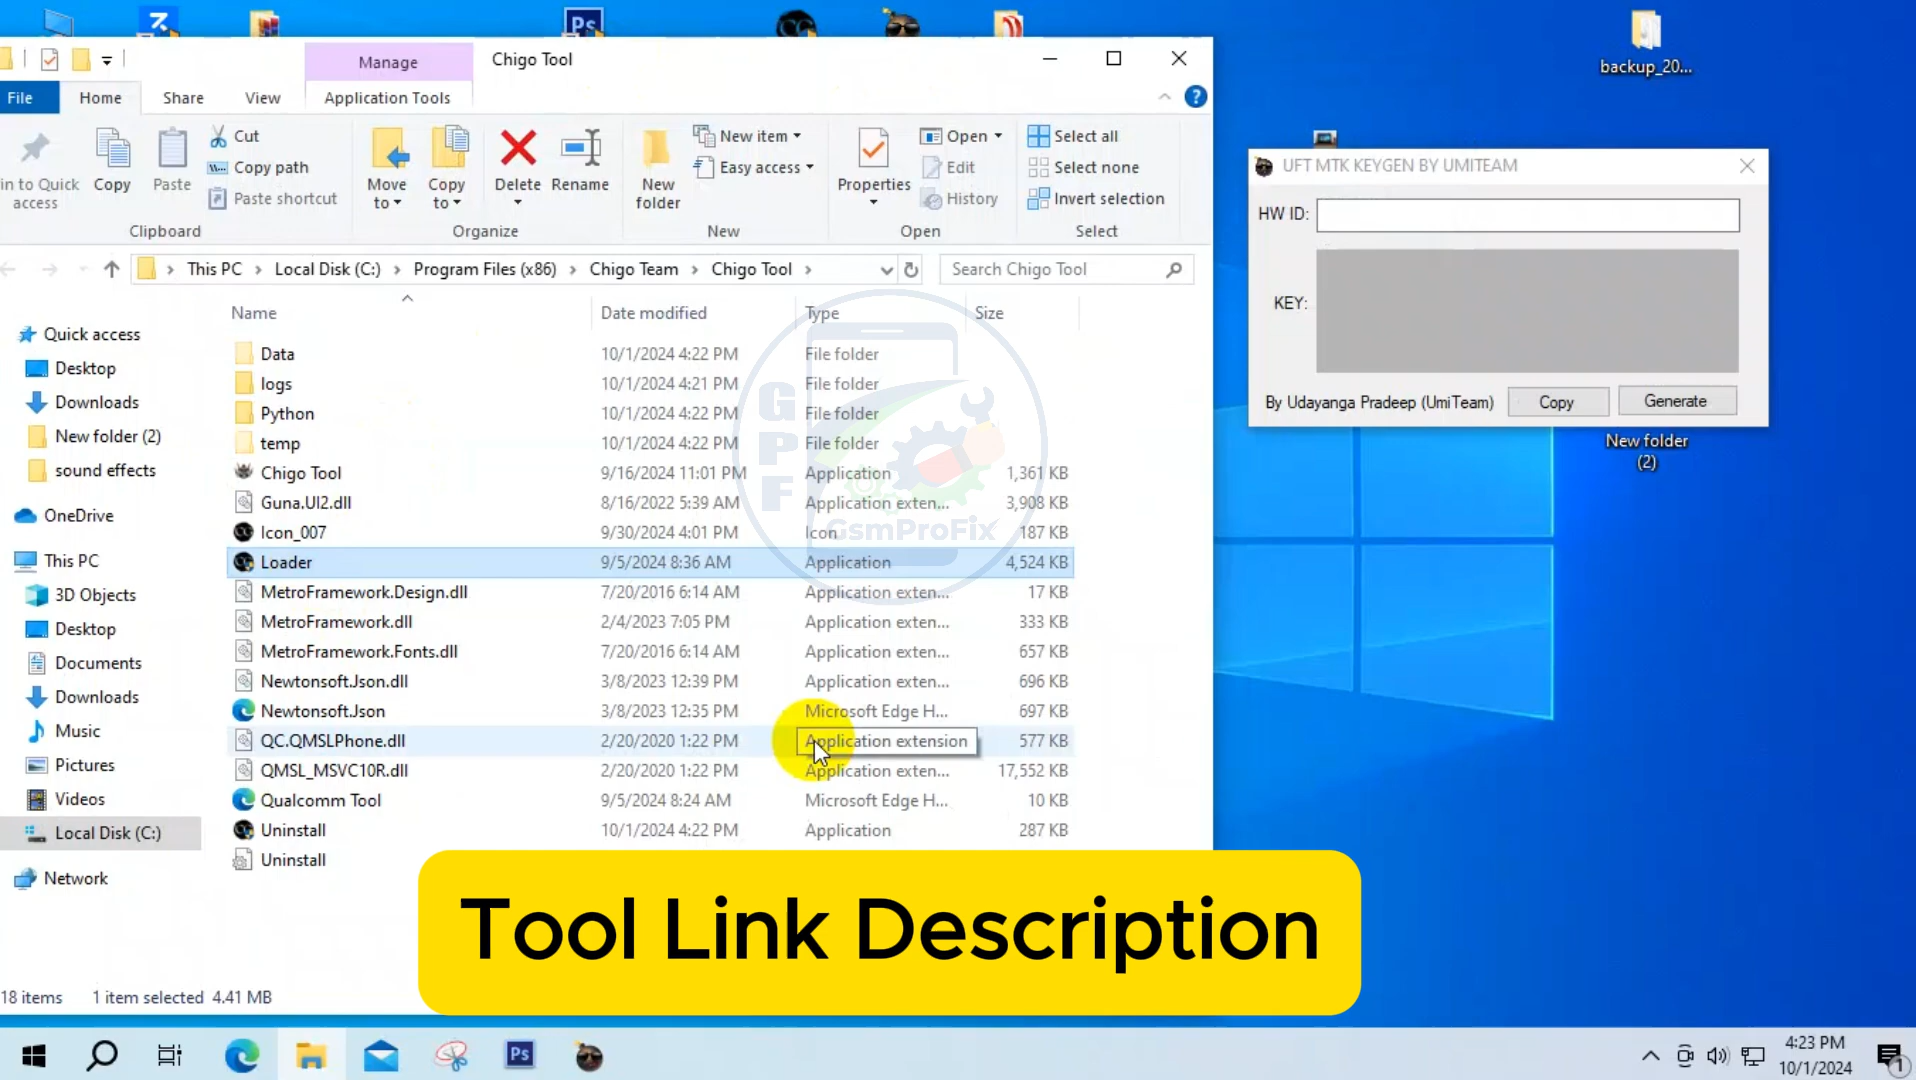 Ps
backup_20...
Manage
Chigo Tool
File
Home
Share
View
Application Tools
in to Quick
access
Copy
Paste
Cut
Copy path
Paste shortcut
Clipboard
Move
to
Copy
to
Delete
Rename
Organize
New
folder
New item
Easy access
New
Properties
Open
Edit
History
Open
Select all
Select none
Invert selection
Select
This PC
Local Disk (C:)
Program Files (x86)
Chigo Team
Chigo Tool
Search Chigo Tool
Name
Date modified
Type
Size
Quick access
Desktop
Downloads
New folder (2)
sound effects
OneDrive
This PC
3D Objects
Desktop
Documents
Downloads
Music
Pictures
Videos
Local Disk (C:)
Network
Data 10/1/2024 4:22 PM File folder
logs 10/1/2024 4:21 PM File folder
Python 10/1/2024 4:22 PM File folder
temp 10/1/2024 4:22 PM File folder
Chigo Tool 9/16/2024 11:01 PM Application 1,361 KB
Guna.UI2.dll 8/16/2022 5:39 AM Application exten... 3,908 KB
Icon_007 9/30/2024 4:01 PM Icon 187 KB
Loader 9/5/2024 8:36 AM Application 4,524 KB
MetroFramework.Design.dll 7/20/2016 6:14 AM Application exten... 17 KB
MetroFramework.dll 2/4/2023 7:05 PM Application exten... 333 KB
MetroFramework.Fonts.dll 7/20/2016 6:14 AM Application exten... 657 KB
Newtonsoft.Json.dll 3/8/2023 12:39 PM Application exten... 696 KB
Newtonsoft.Json 3/8/2023 12:35 PM Microsoft Edge H... 697 KB
QC.QMSLPhone.dll 2/20/2020 1:22 PM Application extension 577 KB
QMSL_MSVC10R.dll 2/20/2020 1:22 PM Application exten... 17,552 KB
Qualcomm Tool 9/5/2024 8:24 AM Microsoft Edge H... 10 KB
Uninstall 10/1/2024 4:22 PM Application 287 KB
Uninstall
GPF
GsmProFix
18 items 1 item selected 4.41 MB
UFT MTK KEYGEN BY UMITEAM
HW ID:
KEY:
By Udayanga Pradeep (UmiTeam)
Copy
Generate
New folder
(2)
Tool Link Description
Ps
4:23 PM
10/1/2024
1